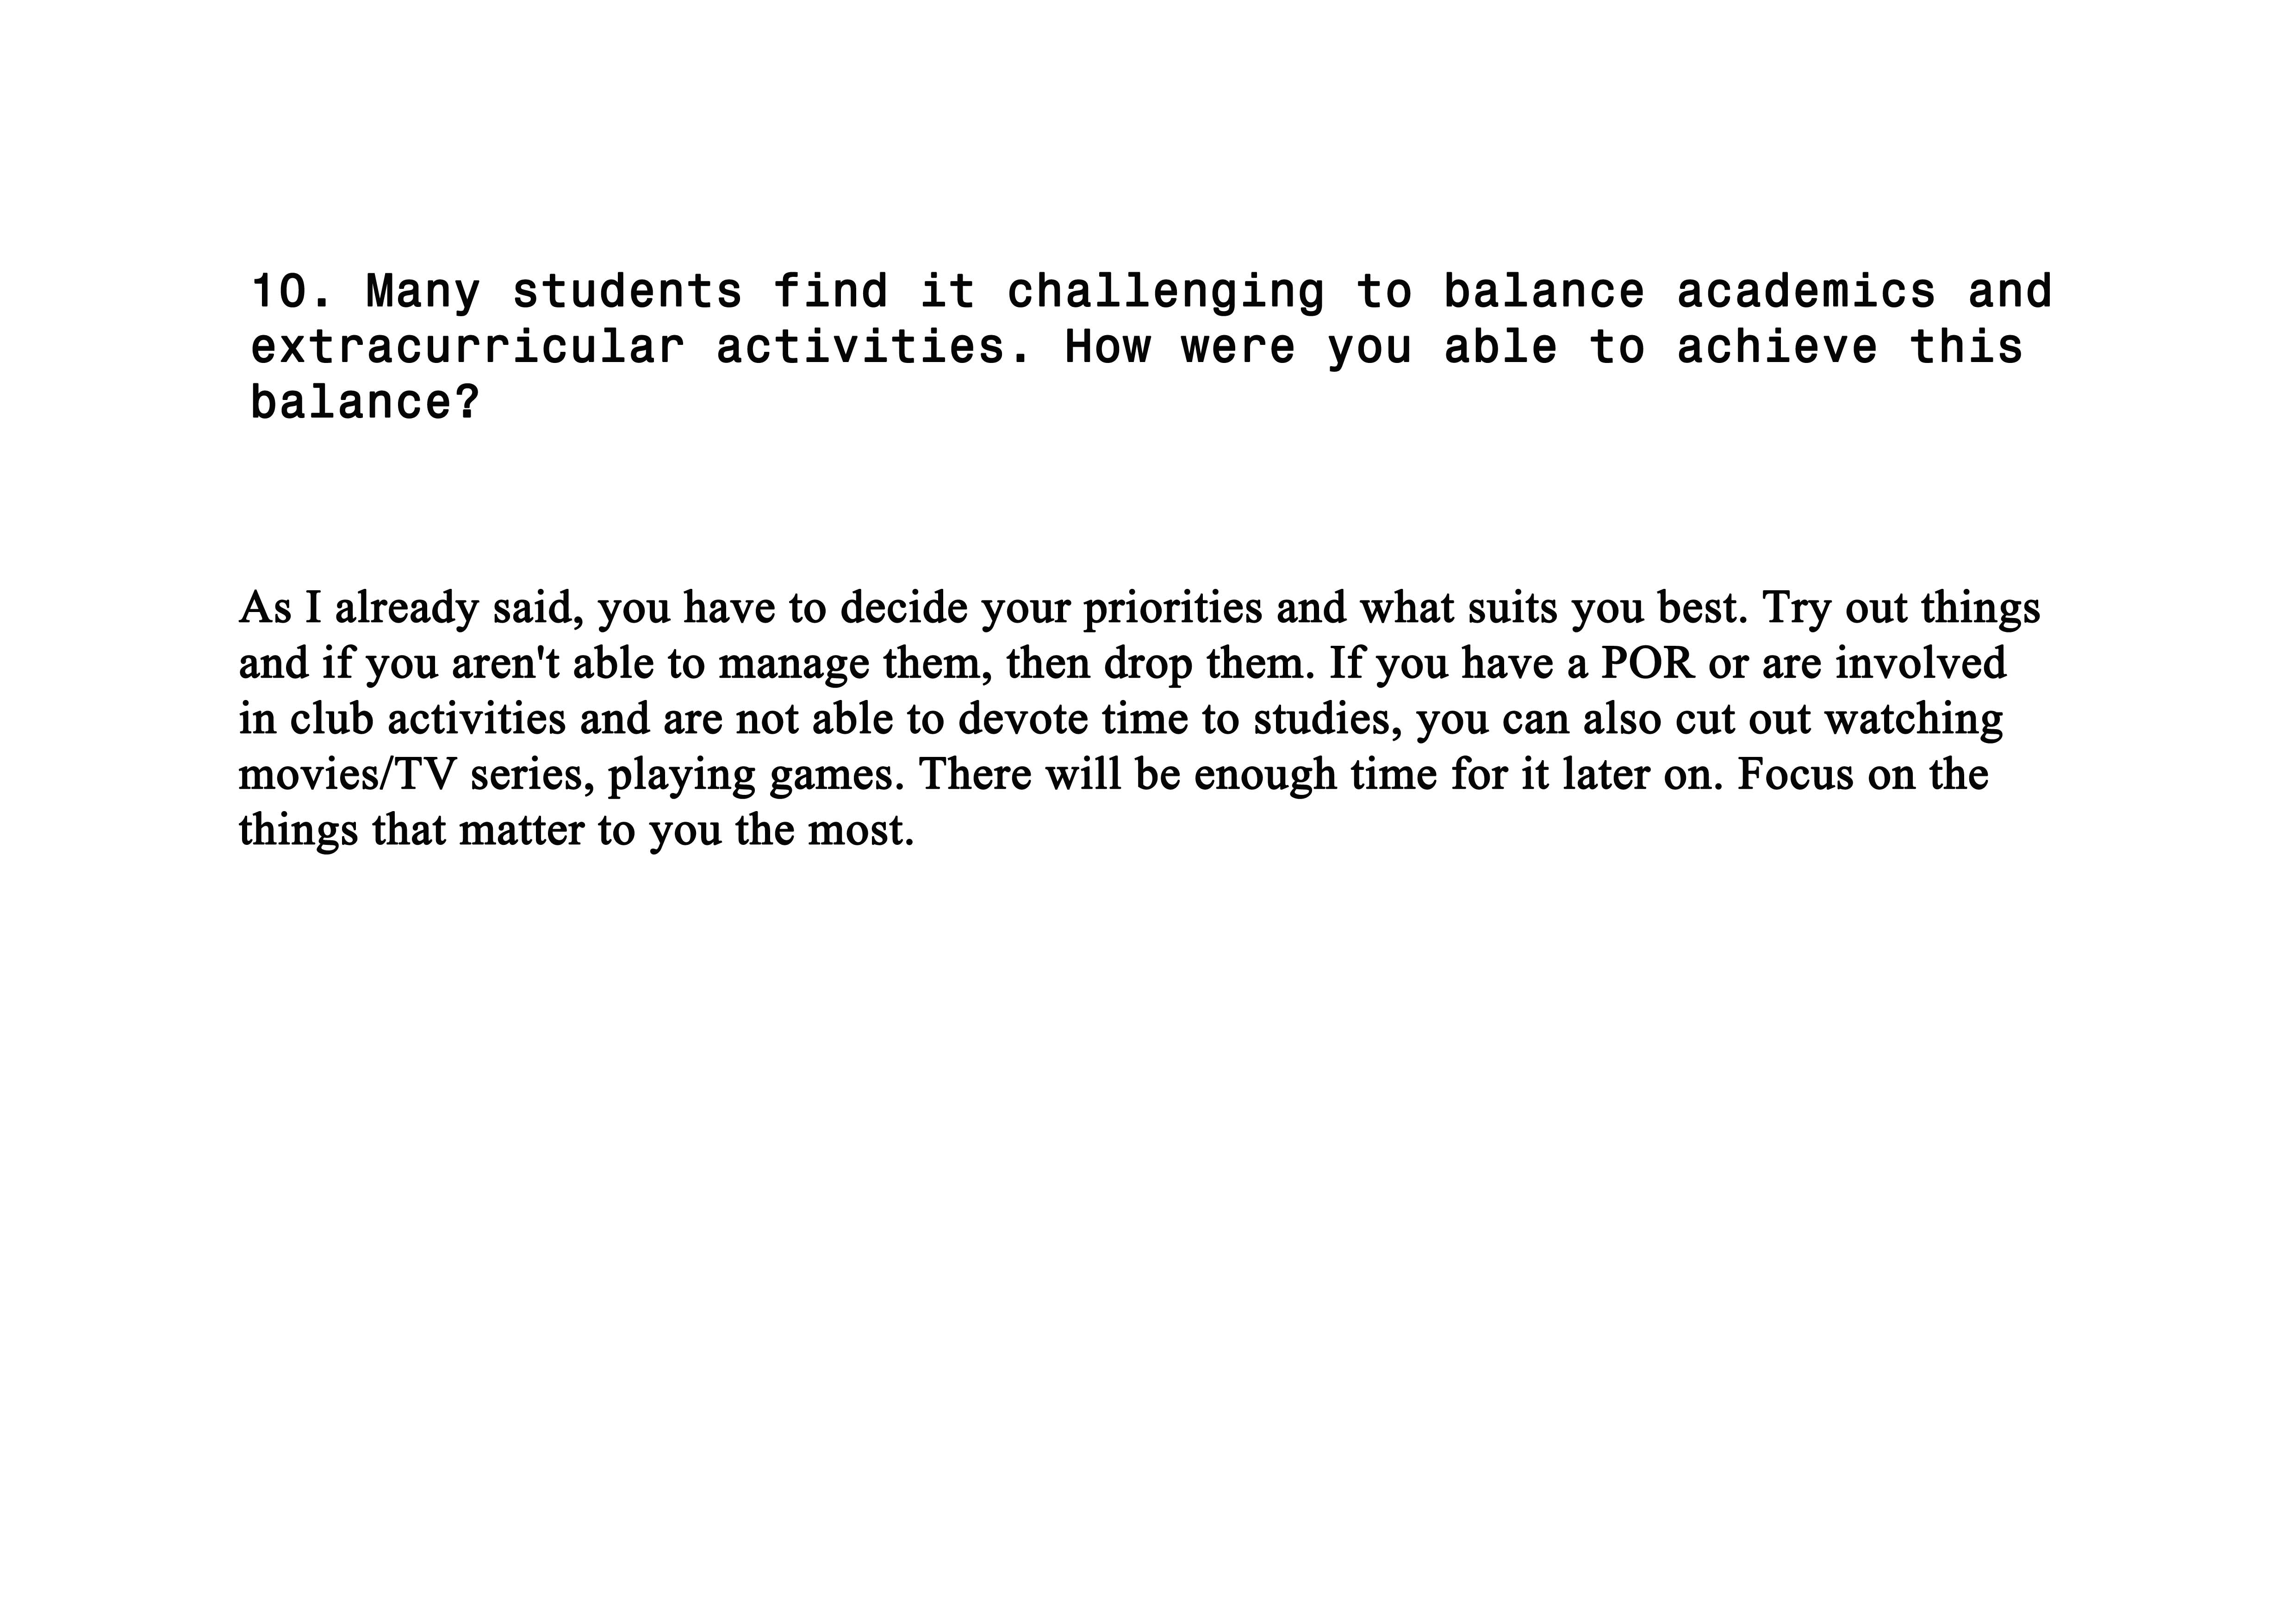 10. Many students find it challenging to balance academics and
extracurricular activities. How were you able to achieve this
balance?
As I already said, you have to decide your priorities and what suits you best. Try out things
and if you aren't able to manage them, then drop them. If you have a POR or are involved
in club activities and are not able to devote time to studies, you can also cut out watching
movies/TV series, playing games. There will be enough time for it later on. Focus on the
things that matter to you the most.